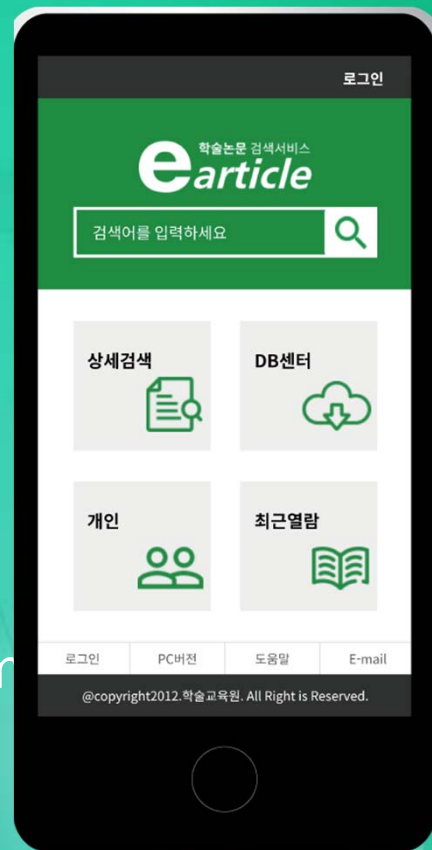 로그인
학술논문 검색서비스
earticle
검색어를 입력하세요
상세검색
DB센터
개인
최근열람
로그인
PC버전
도움말
E-mail
@copyright2012.학술교육원. All Right is Reserved.